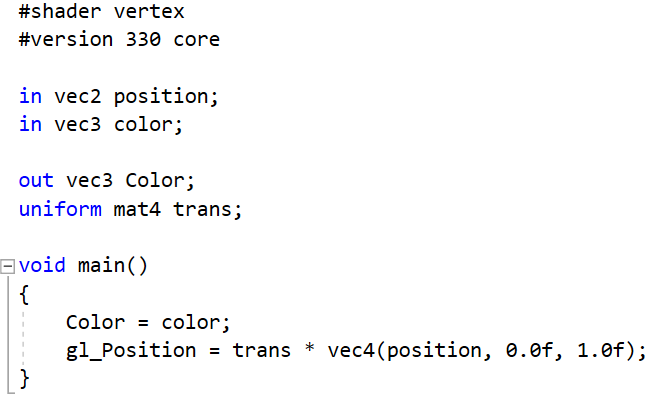 #shader vertex
#version 330 core
in vec2 position;
in vec3 color;
out vec3 Color;
uniform mat4 trans;
void main()
{
Color = color;
gl_Position = trans * vec4(position, 0.0f, 1.0f);
}